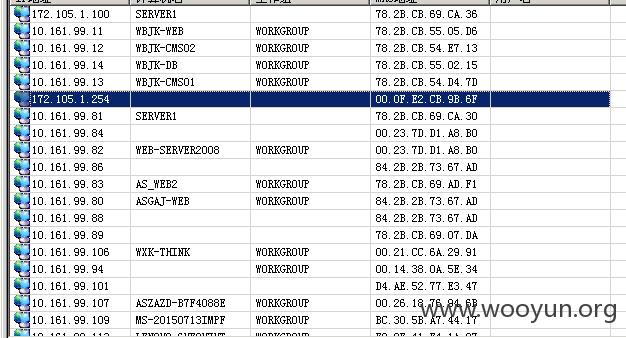 172.105.1.100 SERVER1 78.2B.CB.69.CA.36
10.161.99.11 WBJK-WEB WORKGROUP 78.2B.CB.55.05.D6
10.161.99.12 WBJK-CMS02 WORKGROUP 78.2B.CB.54.E7.13
10.161.99.14 WBJK-DB WORKGROUP 78.2B.CB.55.02.15
10.161.99.13 WBJK-CMS01 WORKGROUP 78.2B.CB.54.D4.7D
172.105.1.254 00.0F.E2.CB.9B.6F
10.161.99.81 SERVER1 78.2B.CB.69.CA.30
10.161.99.84 00.23.7D.D1.A8.B0
10.161.99.82 WEB-SERVER2008 WORKGROUP 00.23.7D.D1.A8.B0
10.161.99.86 84.2B.2B.73.67.AD
10.161.99.83 AS_WEB2 WORKGROUP 78.2B.CB.69.AD.F1
10.161.99.80 ASGAJ-WEB WORKGROUP 84.2B.2B.73.67.AD
10.161.99.88 84.2B.2B.73.67.AD
10.161.99.89 78.2B.CB.69.07.DA
10.161.99.106 WXK-THINK WORKGROUP 00.21.CC.6A.29.91
10.161.99.94 WORKGROUP 00.14.38.0A.5E.34
10.161.99.101 D4.AE.52.77.E3.47
10.161.99.107 ASZAZD-B7F4088E WORKGROUP 00.26.18.76.94.6B
10.161.99.109 MS-20150713IMPF WORKGROUP BC.30.5B.A7.44.17
www.wooyun.org